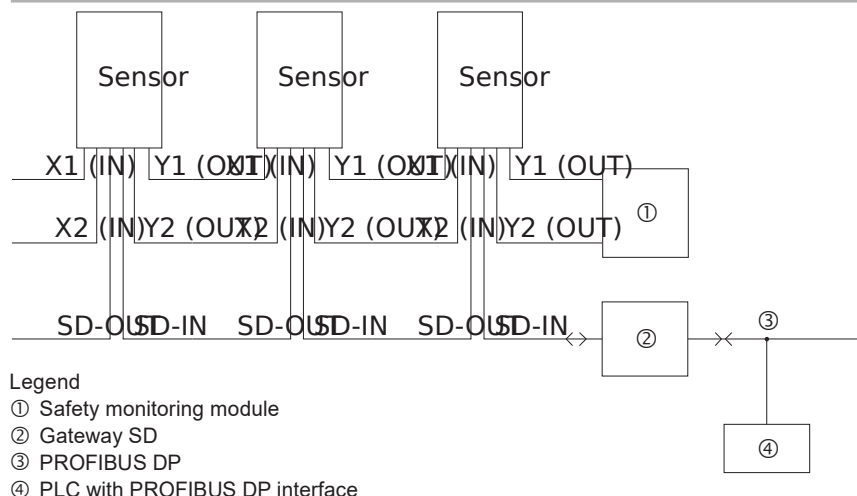 Sensor Sensor Sensor
X1 (IN) Y1 (OUT) X1 (IN) Y1 (OUT) X1 (IN) Y1 (OUT)
①
X2 (IN) Y2 (OUT) X2 (IN) Y2 (OUT) X2 (IN) Y2 (OUT)
③
SD-OUT SD-IN SD-OUT SD-IN SD-OUT SD-IN ②
Legend
① Safety monitoring module
② Gateway SD
④
③ PROFIBUS DP
④ PLC with PROFIBUS DP interface